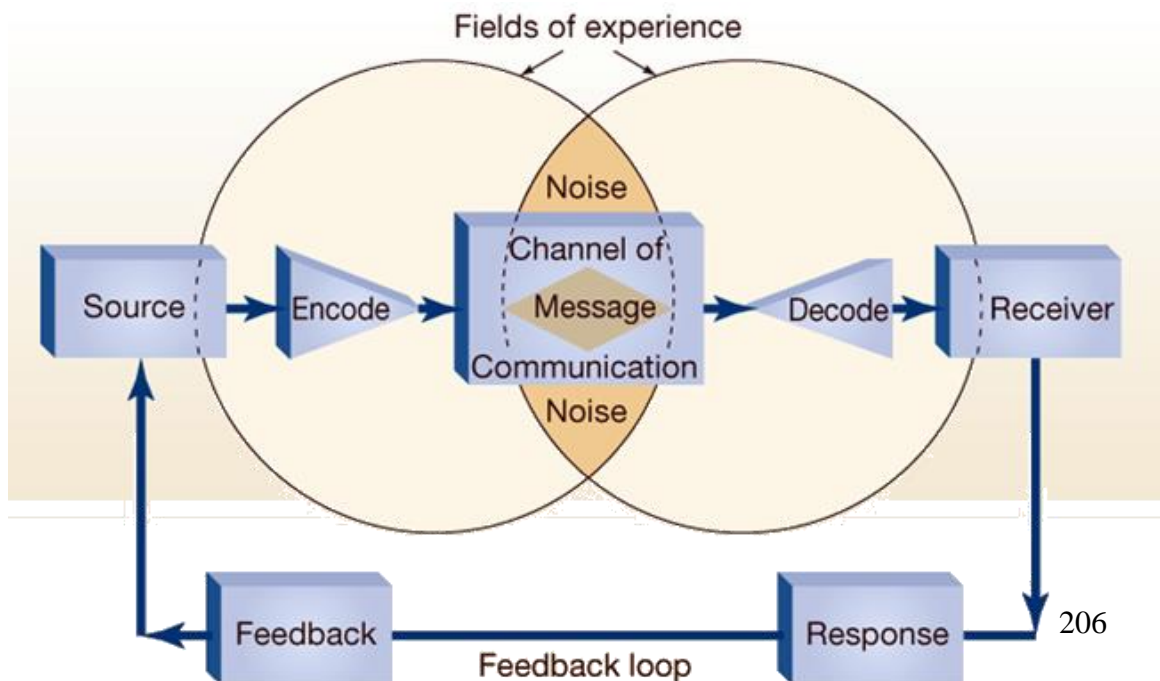 Fields of experience
Noise
Channel of
Source
Encode
Message
Decode
Receiver
Communication
Noise
206
Feedback
Response
Feedback loop